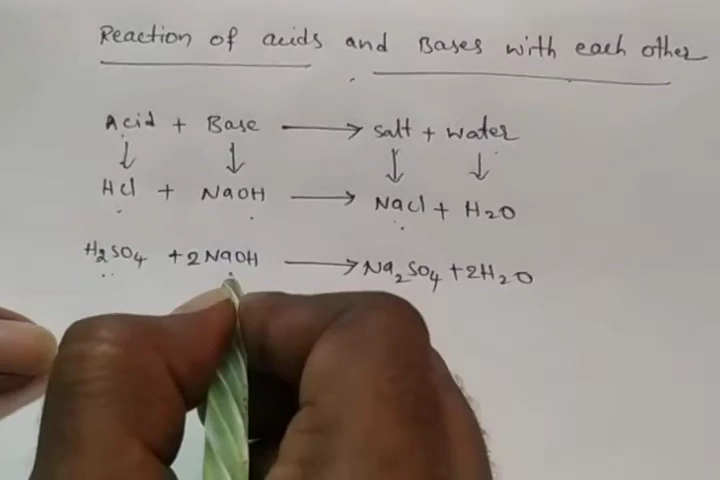 Reaction of acids and Bases with each other
Acid + Base ⟶ salt + water
↓ ↓ ↓ ↓
HCl + NaOH ⟶ NaCl + H2O
H2SO4 + 2NaOH ⟶ Na2SO4 + 2H2O